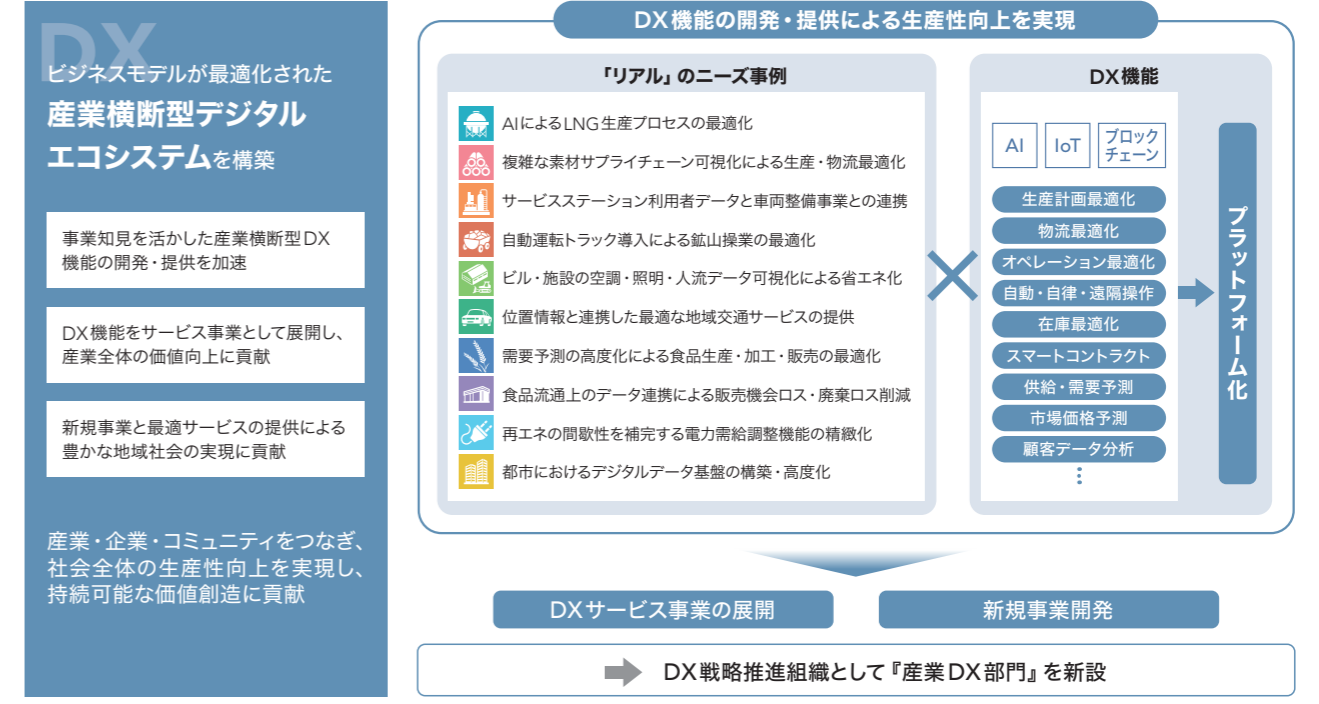 DX
ビジネスモデルが最適化された
産業横断型デジタル
エコシステムを構築
事業知見を活かした産業横断型DX
機能の開発・提供を加速
DX機能をサービス事業として展開し、
産業全体の価値向上に貢献
新規事業と最適サービスの提供による
豊かな地域社会の実現に貢献
産業・企業・コミュニティをつなぎ、
社会全体の生産性向上を実現し、
持続可能な価値創造に貢献
DX機能の開発・提供による生産性向上を実現
「リアル」のニーズ事例
AIによるLNG生産プロセスの最適化
複雑な素材サプライチェーン可視化による生産・物流最適化
サービスステーション利用者データと車両整備事業との連携
自動運転トラック導入による鉱山操業の最適化
ビル・施設の空調・照明・人流データ可視化による省エネ化
位置情報と連携した最適な地域交通サービスの提供
需要予測の高度化による食品生産・加工・販売の最適化
食品流通上のデータ連携による販売機会ロス・廃棄ロス削減
再エネの間歇性を補完する電力需給調整機能の精緻化
都市におけるデジタルデータ基盤の構築・高度化
DX機能
AI
IoT
ブロック
チェーン
生産計画最適化
物流最適化
オペレーション最適化
自動・自律・遠隔操作
在庫最適化
スマートコントラクト
供給・需要予測
市場価格予測
顧客データ分析
プラットフォーム化
DXサービス事業の展開
新規事業開発
DX戦略推進組織として『産業DX部門』を新設